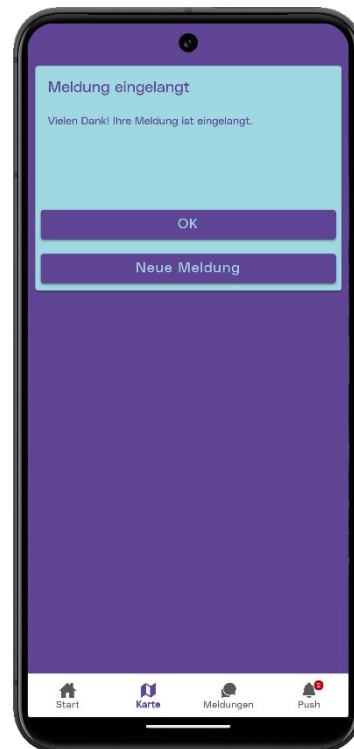 Meldung eingelangt
Vielen Dank! Ihre Meldung ist eingelangt.
OK
Neue Meldung
Start
Karte
Meldungen
Push